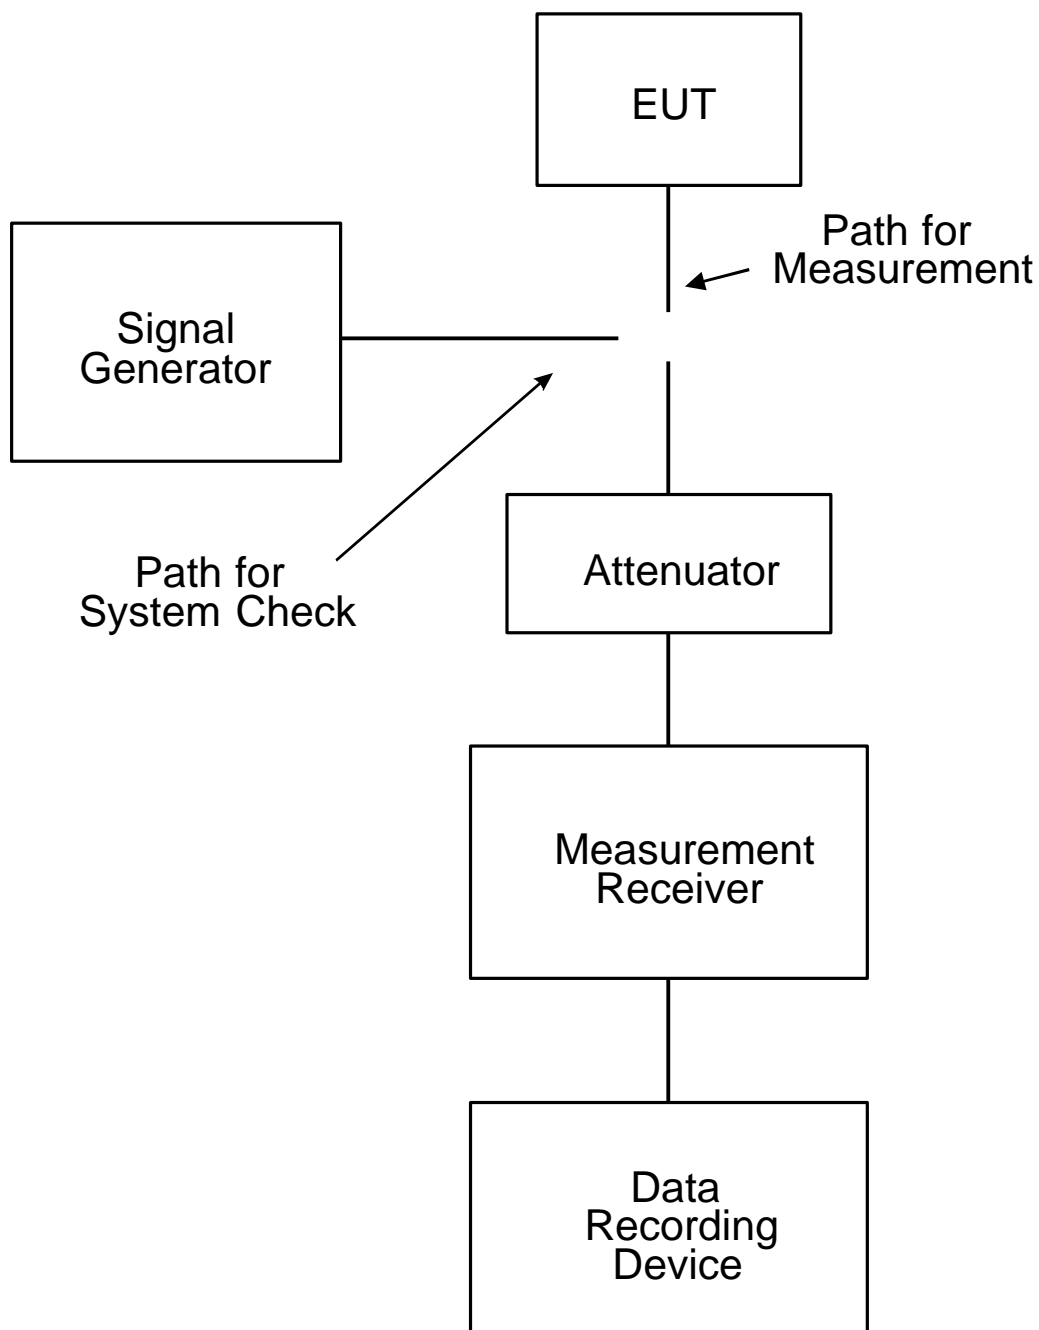 EUT
Path for
Measurement
Signal
Generator
Path for
System Check
Attenuator
Measurement
Receiver
Data
Recording
Device